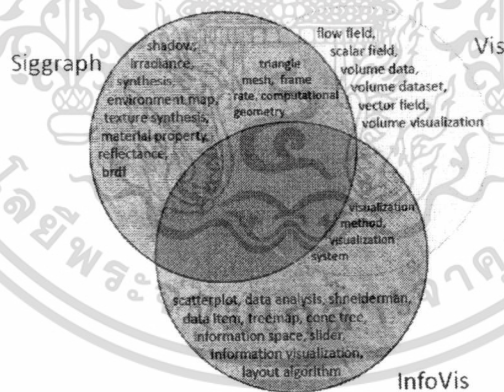 Siggraph
shadow,
irradiance,
synthesis,
environment map,
texture synthesis,
material property,
reflectance,
brdf
triangle
mesh, frame
rate, computational
geometry
flow field,
scalar field,
volume data,
volume dataset,
vector field,
volume visualization
Vis
visualization
method,
visualization
system
scatterplot, data analysis, shneiderman,
data item, treemap, cone tree,
information space, slider,
information visualization,
layout algorithm
InfoVis